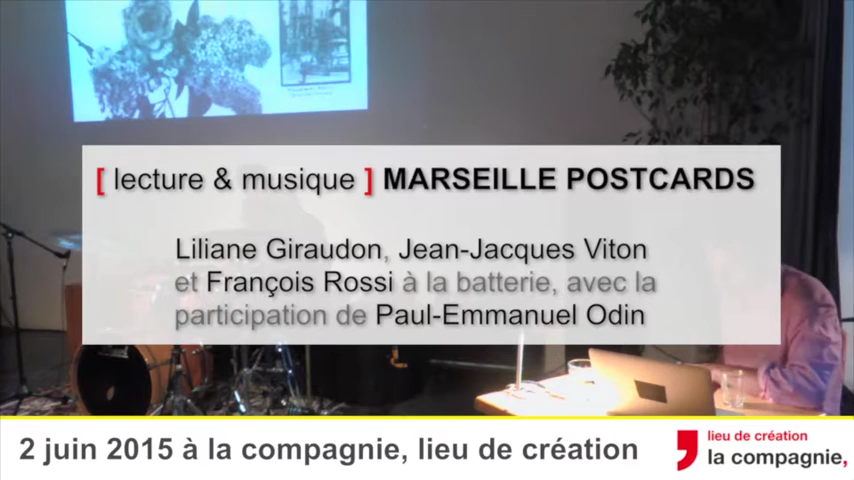 [ lecture & musique ] MARSEILLE POSTCARDS
Liliane Giraudon, Jean-Jacques Viton
et François Rossi à la batterie, avec la
participation de Paul-Emmanuel Odin
2 juin 2015 à la compagnie, lieu de création
lieu de création
la compagnie,